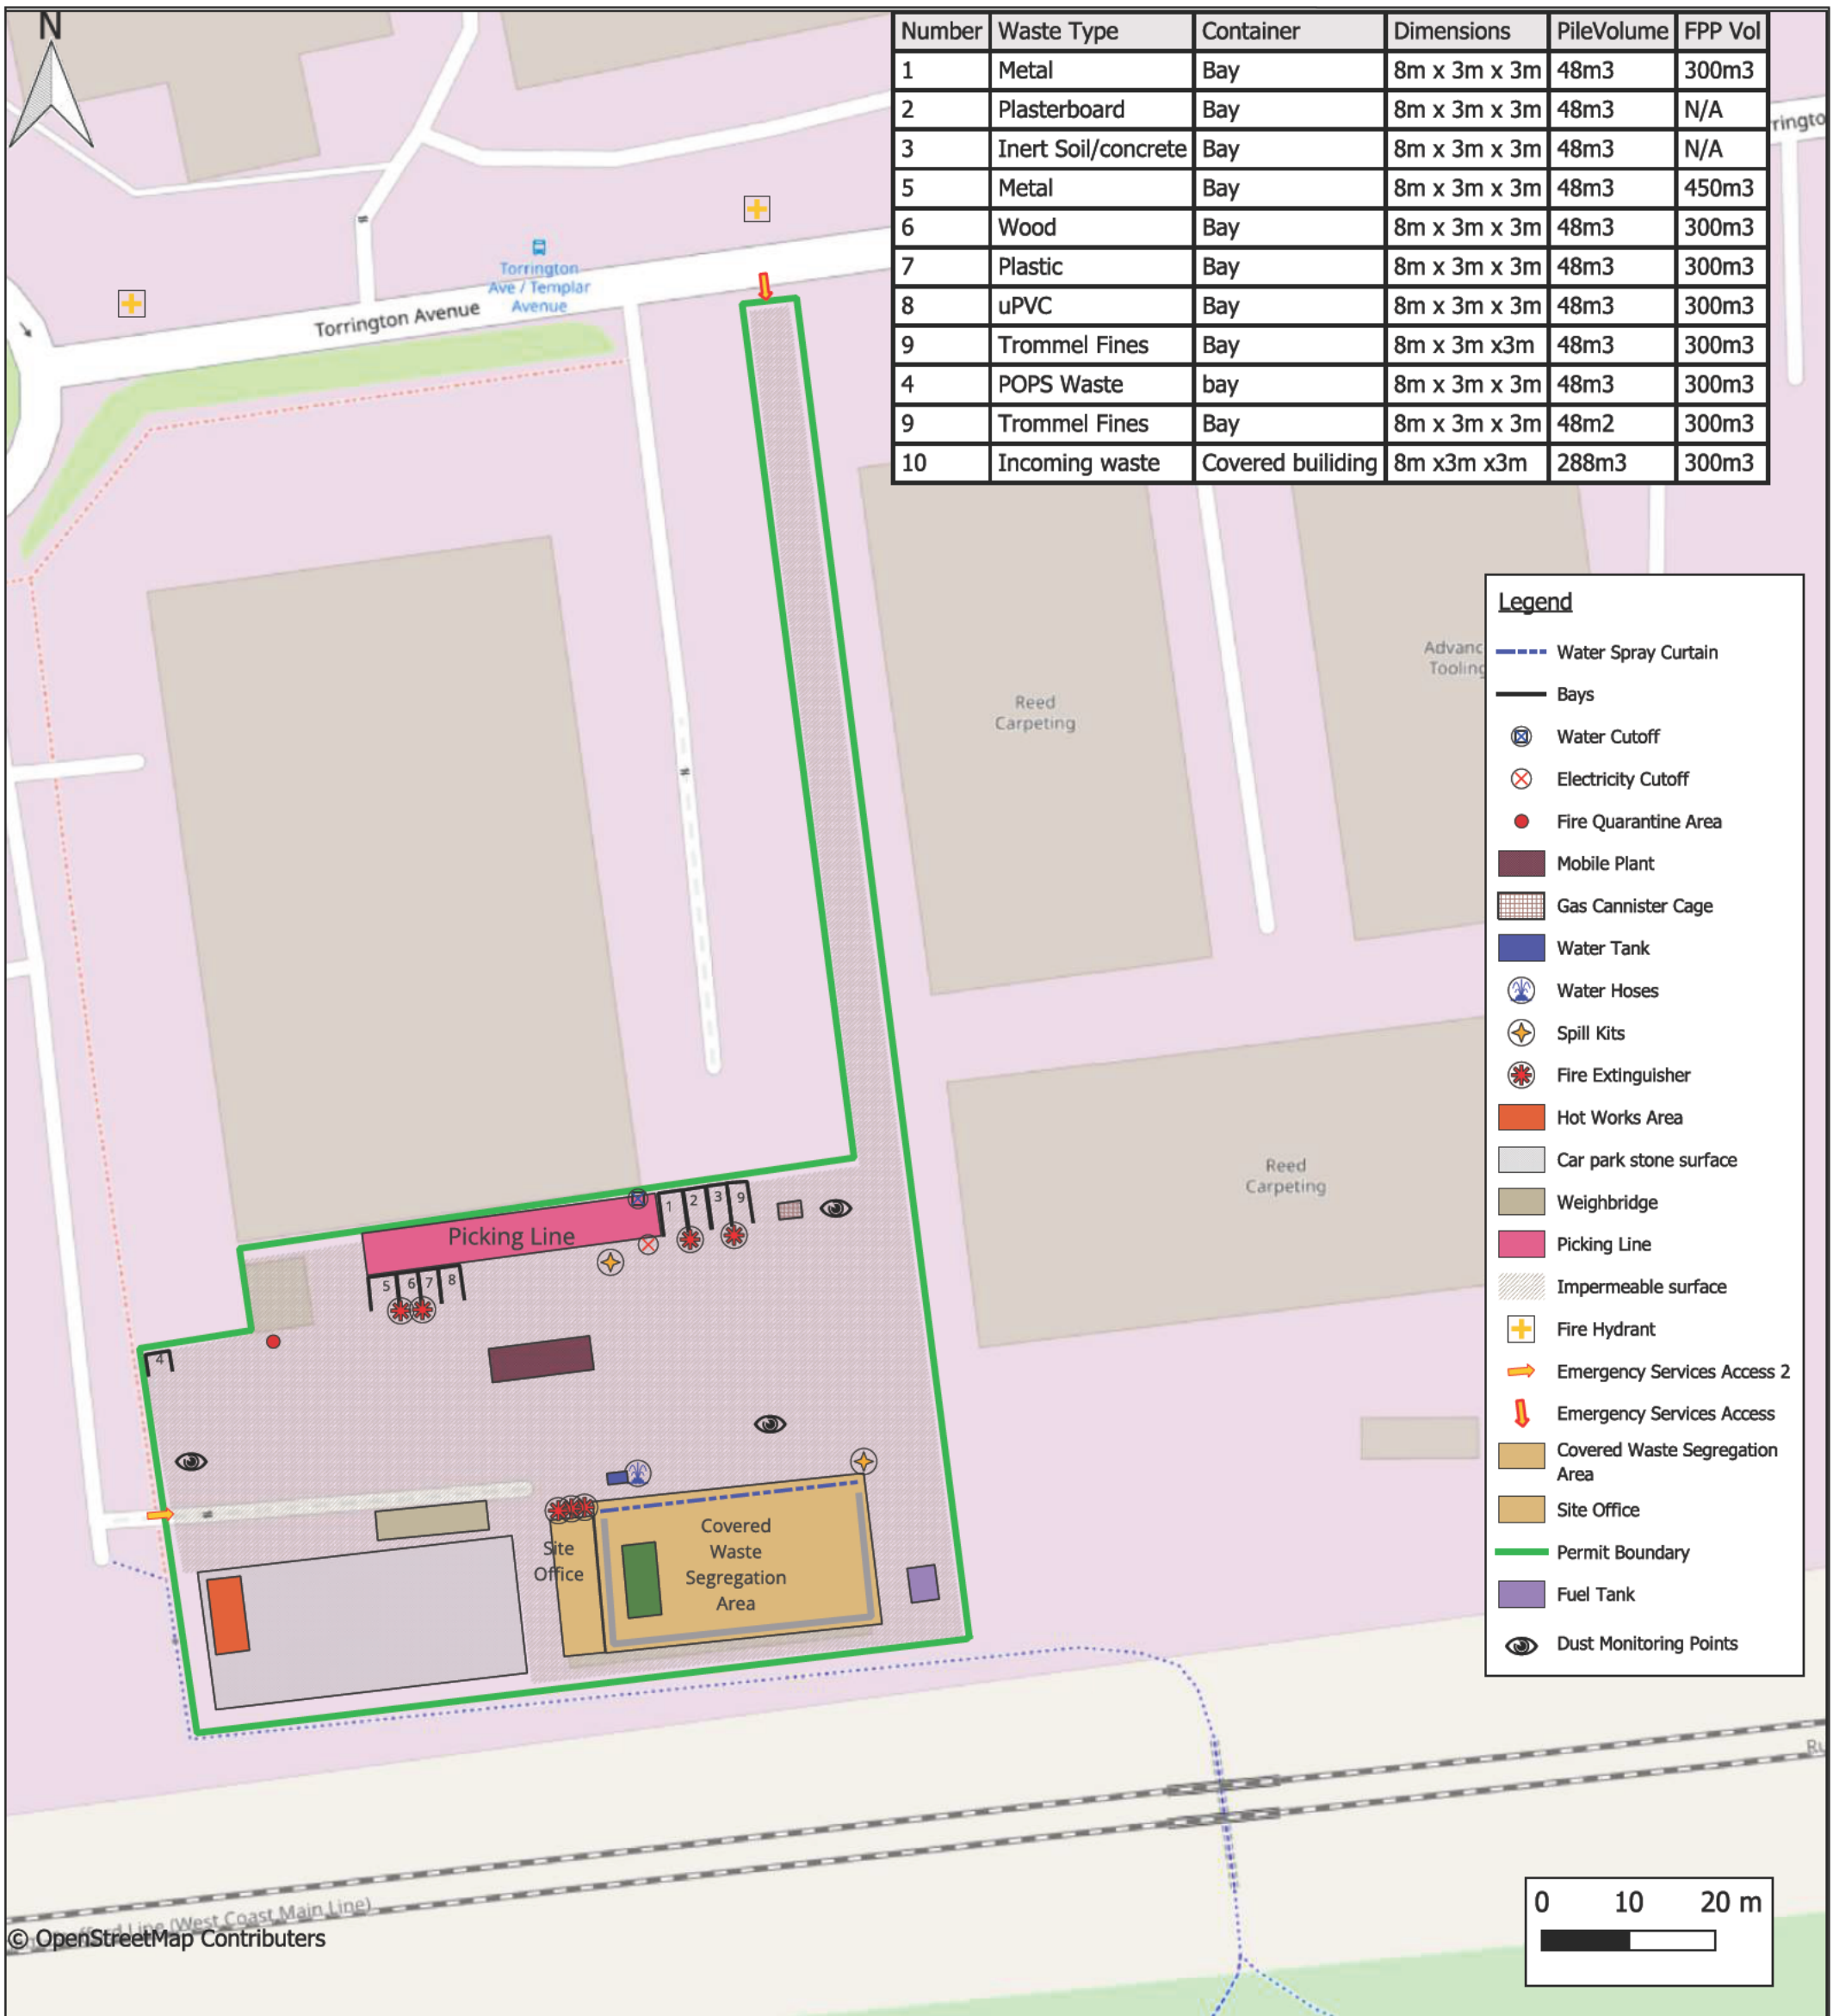 N
Number Waste Type Container Dimensions PileVolume FPP Vol
1 Metal Bay 8m x 3m x 3m 48m3 300m3
2 Plasterboard Bay 8m x 3m x 3m 48m3 N/A
3 Inert Soil/concrete Bay 8m x 3m x 3m 48m3 N/A
5 Metal Bay 8m x 3m x 3m 48m3 450m3
6 Wood Bay 8m x 3m x 3m 48m3 300m3
7 Plastic Bay 8m x 3m x 3m 48m3 300m3
8 uPVC Bay 8m x 3m x 3m 48m3 300m3
9 Trommel Fines Bay 8m x 3m x3m 48m3 300m3
4 POPS Waste bay 8m x 3m x 3m 48m3 300m3
9 Trommel Fines Bay 8m x 3m x 3m 48m2 300m3
10 Incoming waste Covered builiding 8m x3m x3m 288m3 300m3
rringto
Torrington
Ave / Templar
Avenue
Torrington Avenue
Reed
Carpeting
Advanc
Tooling
Reed
Carpeting
Picking Line
1 2 3 9
5 6 7 8
4
Site
Office
Covered
Waste
Segregation
Area
Legend
Water Spray Curtain
Bays
Water Cutoff
Electricity Cutoff
Fire Quarantine Area
Mobile Plant
Gas Cannister Cage
Water Tank
Water Hoses
Spill Kits
Fire Extinguisher
Hot Works Area
Car park stone surface
Weighbridge
Picking Line
Impermeable surface
Fire Hydrant
Emergency Services Access 2
Emergency Services Access
Covered Waste Segregation
Area
Site Office
Permit Boundary
Fuel Tank
Dust Monitoring Points
Ru
Line (West Coast Main Line)
© OpenStreetMap Contributers
0 10 20 m